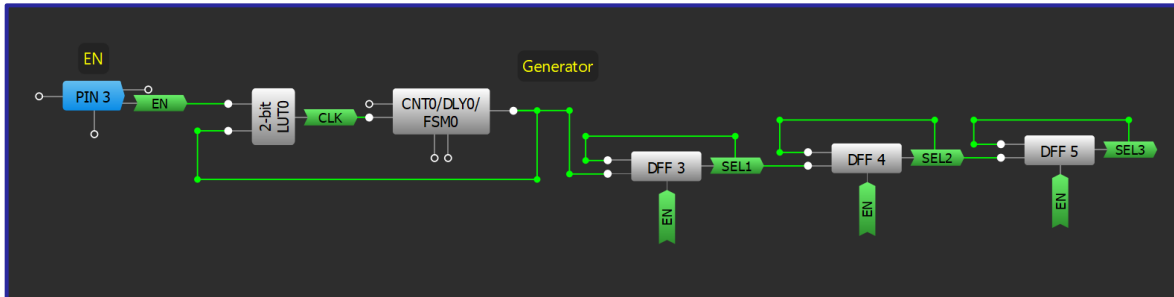 EN
PIN 3
EN
2-bit
LUT0
CLK
CNT0/DLY0/
FSM0
Generator
DFF 3
SEL1
EN
DFF 4
SEL2
EN
DFF 5
SEL3
EN